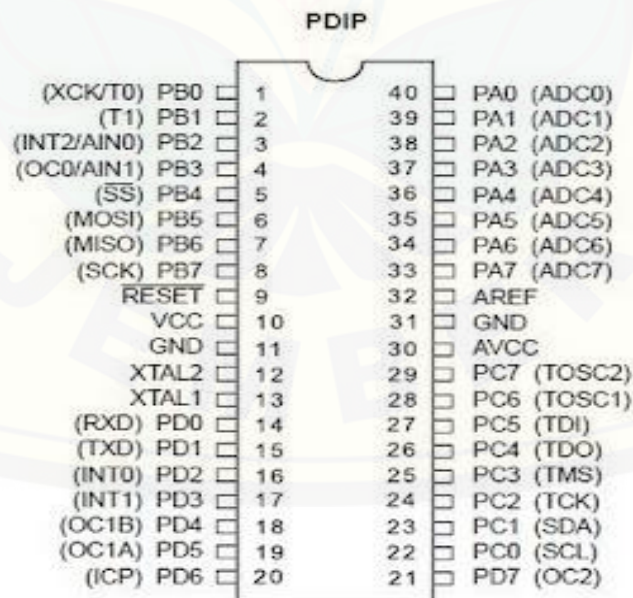 PDIP
(XCK/T0) PB0 1 40 PA0 (ADC0)
(T1) PB1 2 39 PA1 (ADC1)
(INT2/AIN0) PB2 3 38 PA2 (ADC2)
(OC0/AIN1) PB3 4 37 PA3 (ADC3)
(SS) PB4 5 36 PA4 (ADC4)
(MOSI) PB5 6 35 PA5 (ADC5)
(MISO) PB6 7 34 PA6 (ADC6)
(SCK) PB7 8 33 PA7 (ADC7)
RESET 9 32 AREF
VCC 10 31 GND
GND 11 30 AVCC
XTAL2 12 29 PC7 (TOSC2)
XTAL1 13 28 PC6 (TOSC1)
(RXD) PD0 14 27 PC5 (TDI)
(TXD) PD1 15 26 PC4 (TDO)
(INT0) PD2 16 25 PC3 (TMS)
(INT1) PD3 17 24 PC2 (TCK)
(OC1B) PD4 18 23 PC1 (SDA)
(OC1A) PD5 19 22 PC0 (SCL)
(ICP) PD6 20 21 PD7 (OC2)